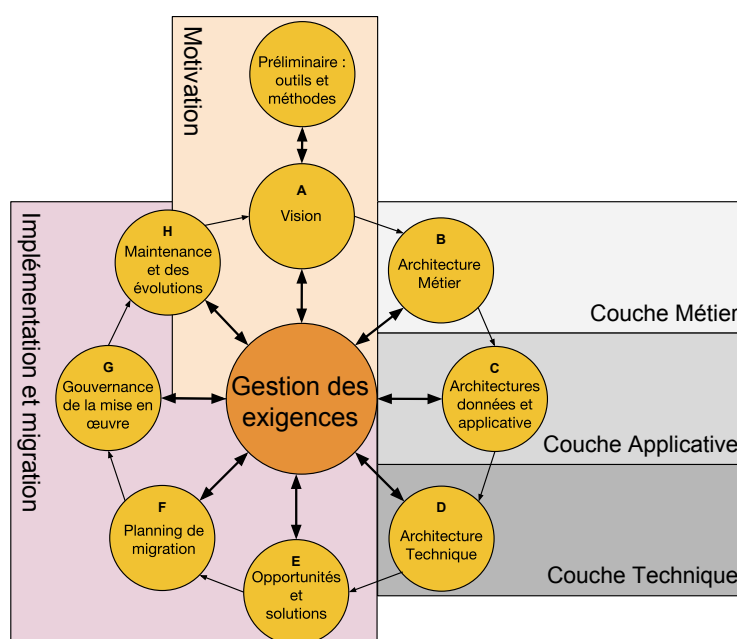 Motivation
Préliminaire :
outils et
méthodes
A
Vision
Implémentation et migration
H
Maintenance
et des
évolutions
B
Architecture
Métier
Couche Métier
G
Gouvernance
de la mise en
œuvre
Gestion des
exigences
C
Architectures
données et
applicative
Couche Applicative
F
Planning de
migration
D
Architecture
Technique
E
Opportunités
et
solutions
Couche Technique